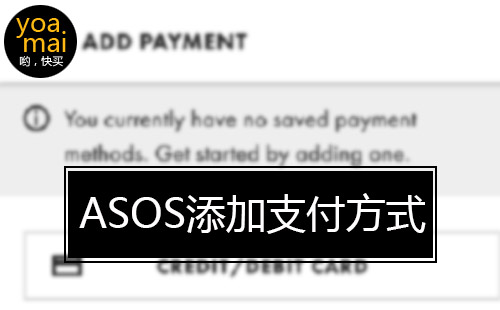 yoa.
mai
哟，快买
ADD PAYMENT
You currently have no saved payment
methods. Get started by adding one.
ASOS添加支付方式
CREDIT/DEBIT CARD